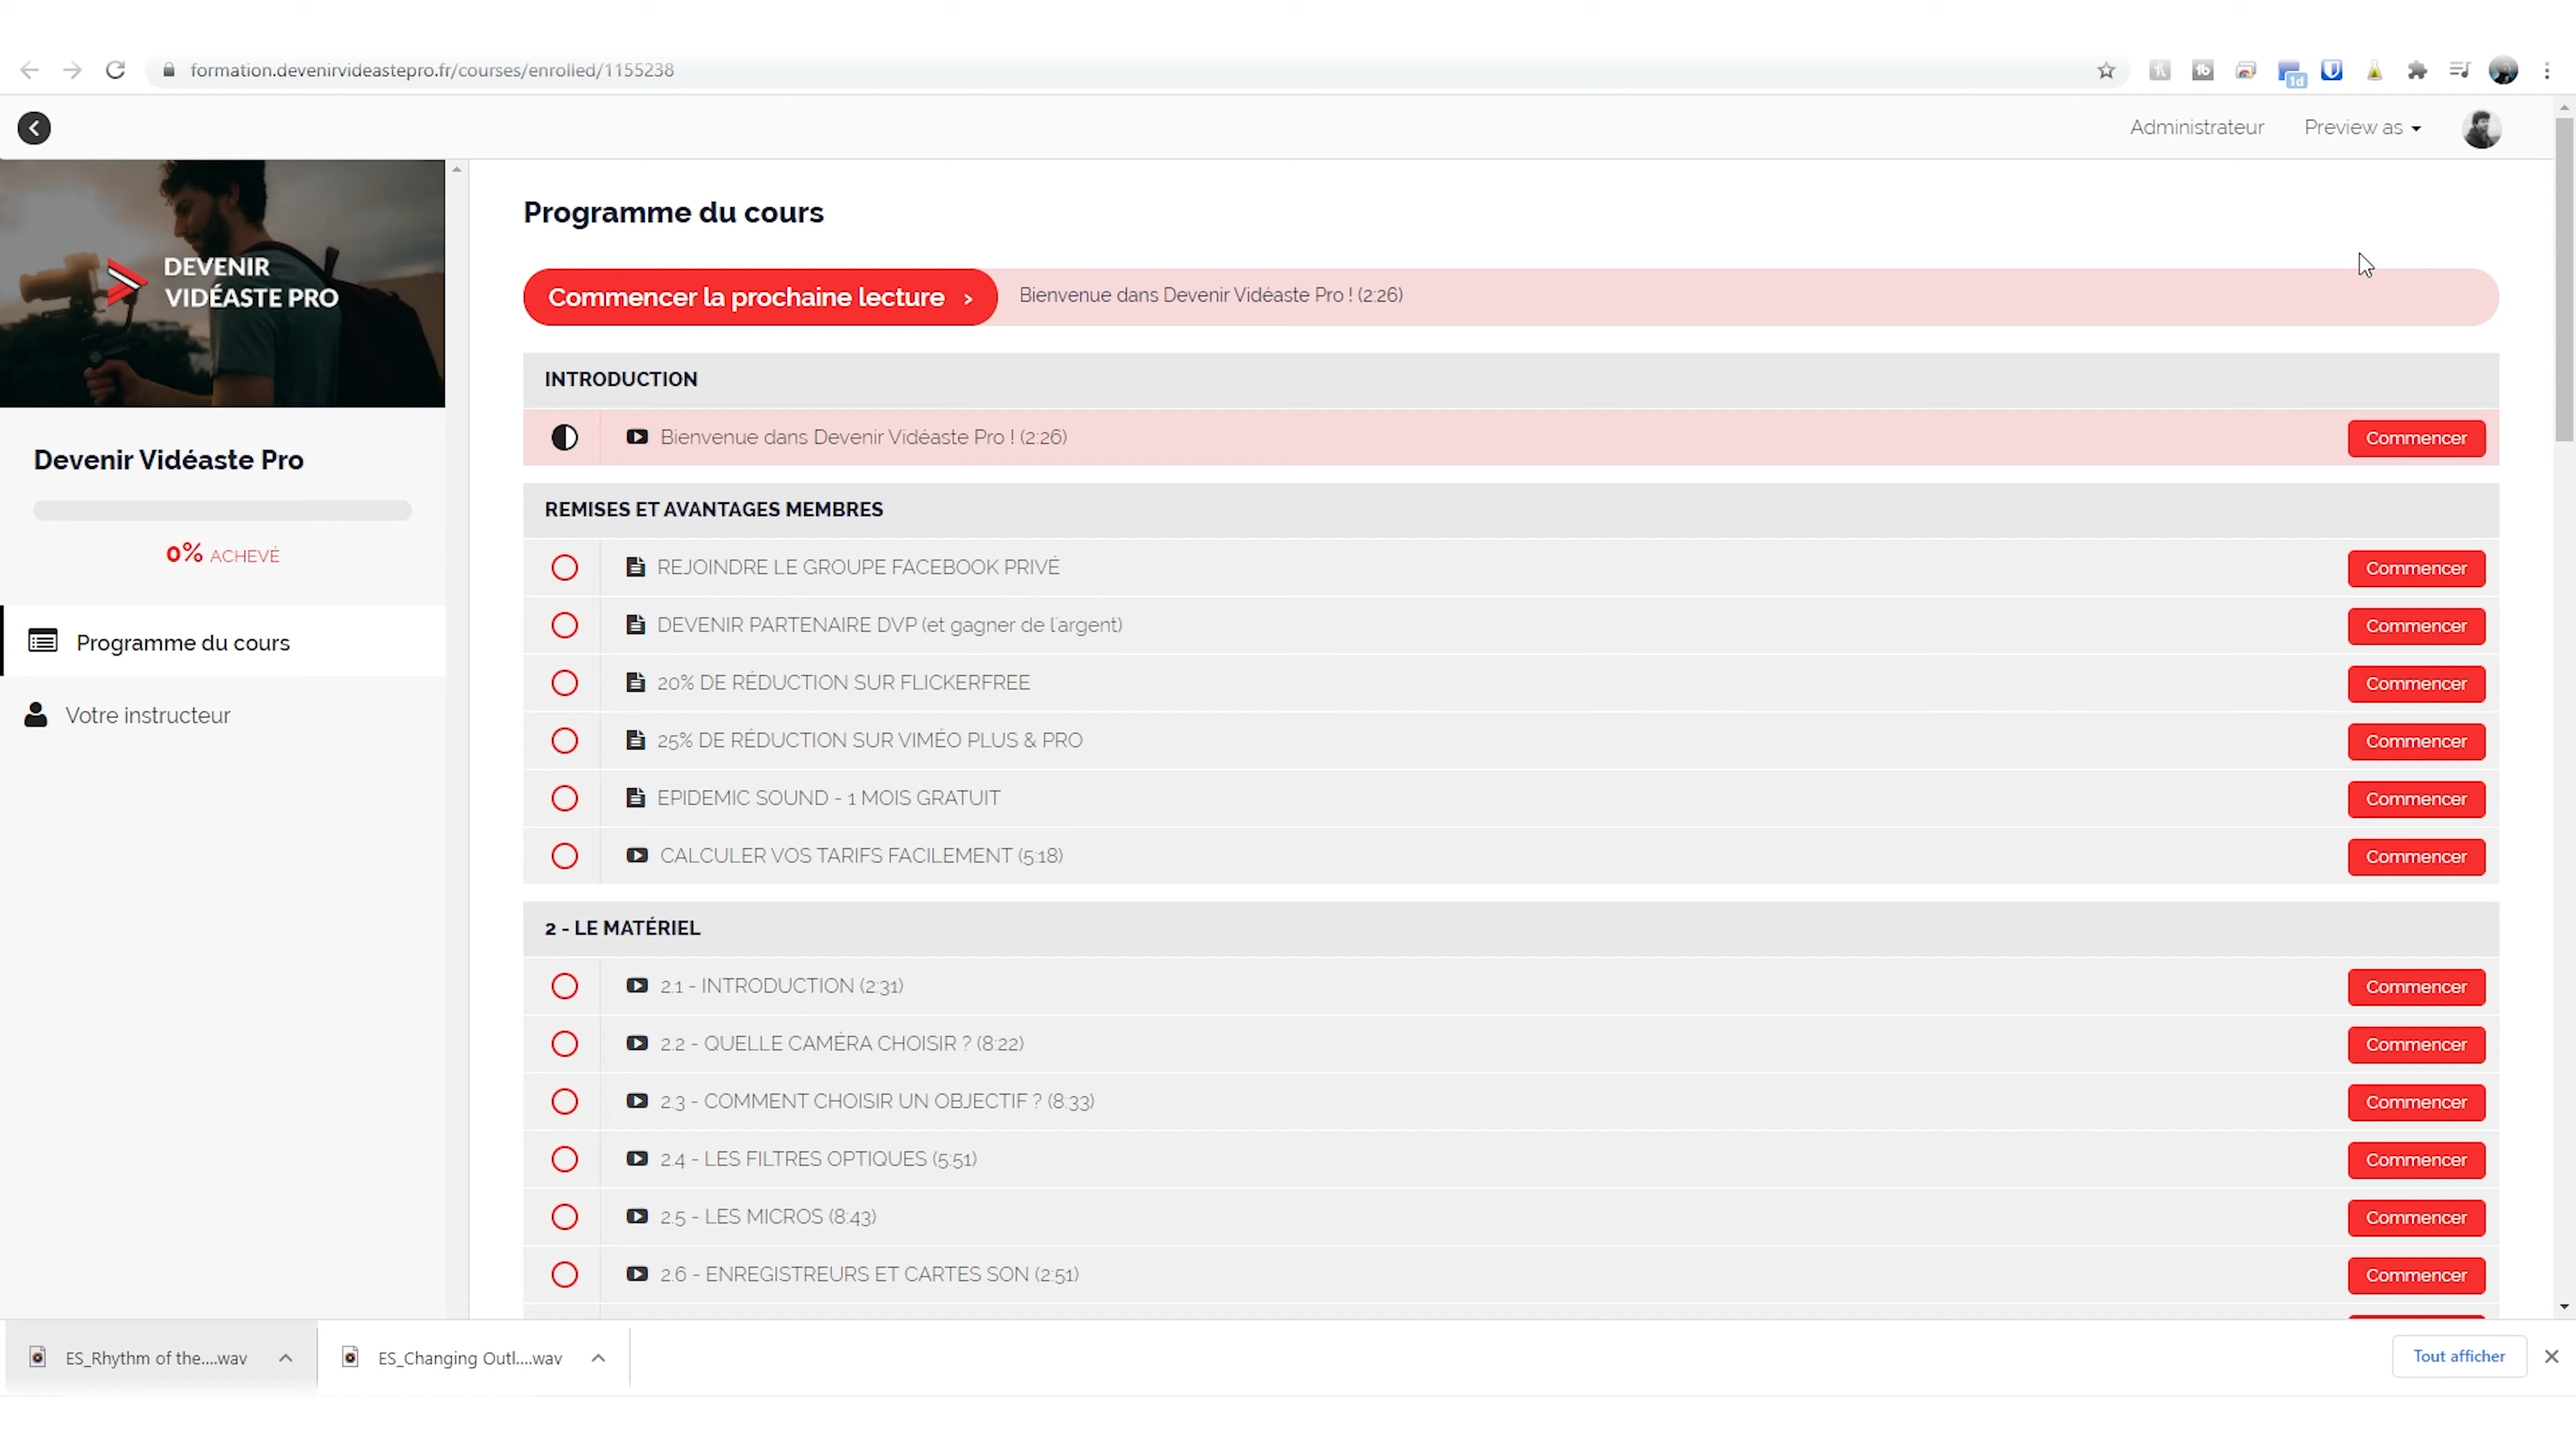 formation.devenirvideastepro.fr/courses/enrolled/1155238
1d
Administrateur
Preview as
DEVENIR
VIDÉASTE PRO
Devenir Vidéaste Pro
0% ACHEVÉ
Programme du cours
Votre instructeur
Programme du cours
Commencer la prochaine lecture ›
Bienvenue dans Devenir Vidéaste Pro ! (2:26)
INTRODUCTION
Bienvenue dans Devenir Vidéaste Pro ! (2:26)
Commencer
REMISES ET AVANTAGES MEMBRES
REJOINDRE LE GROUPE FACEBOOK PRIVÉ
Commencer
DEVENIR PARTENAIRE DVP (et gagner de l'argent)
Commencer
20% DE RÉDUCTION SUR FLICKERFREE
Commencer
25% DE RÉDUCTION SUR VIMÉO PLUS & PRO
Commencer
EPIDEMIC SOUND - 1 MOIS GRATUIT
Commencer
CALCULER VOS TARIFS FACILEMENT (5:18)
Commencer
2 - LE MATÉRIEL
2.1 - INTRODUCTION (2:31)
Commencer
2.2 - QUELLE CAMÉRA CHOISIR ? (8:22)
Commencer
2.3 - COMMENT CHOISIR UN OBJECTIF ? (8:33)
Commencer
2.4 - LES FILTRES OPTIQUES (5:51)
Commencer
2.5 - LES MICROS (8:43)
Commencer
2.6 - ENREGISTREURS ET CARTES SON (2:51)
Commencer
ES_Rhythm of the....wav
ES_Changing Outl....wav
Tout afficher